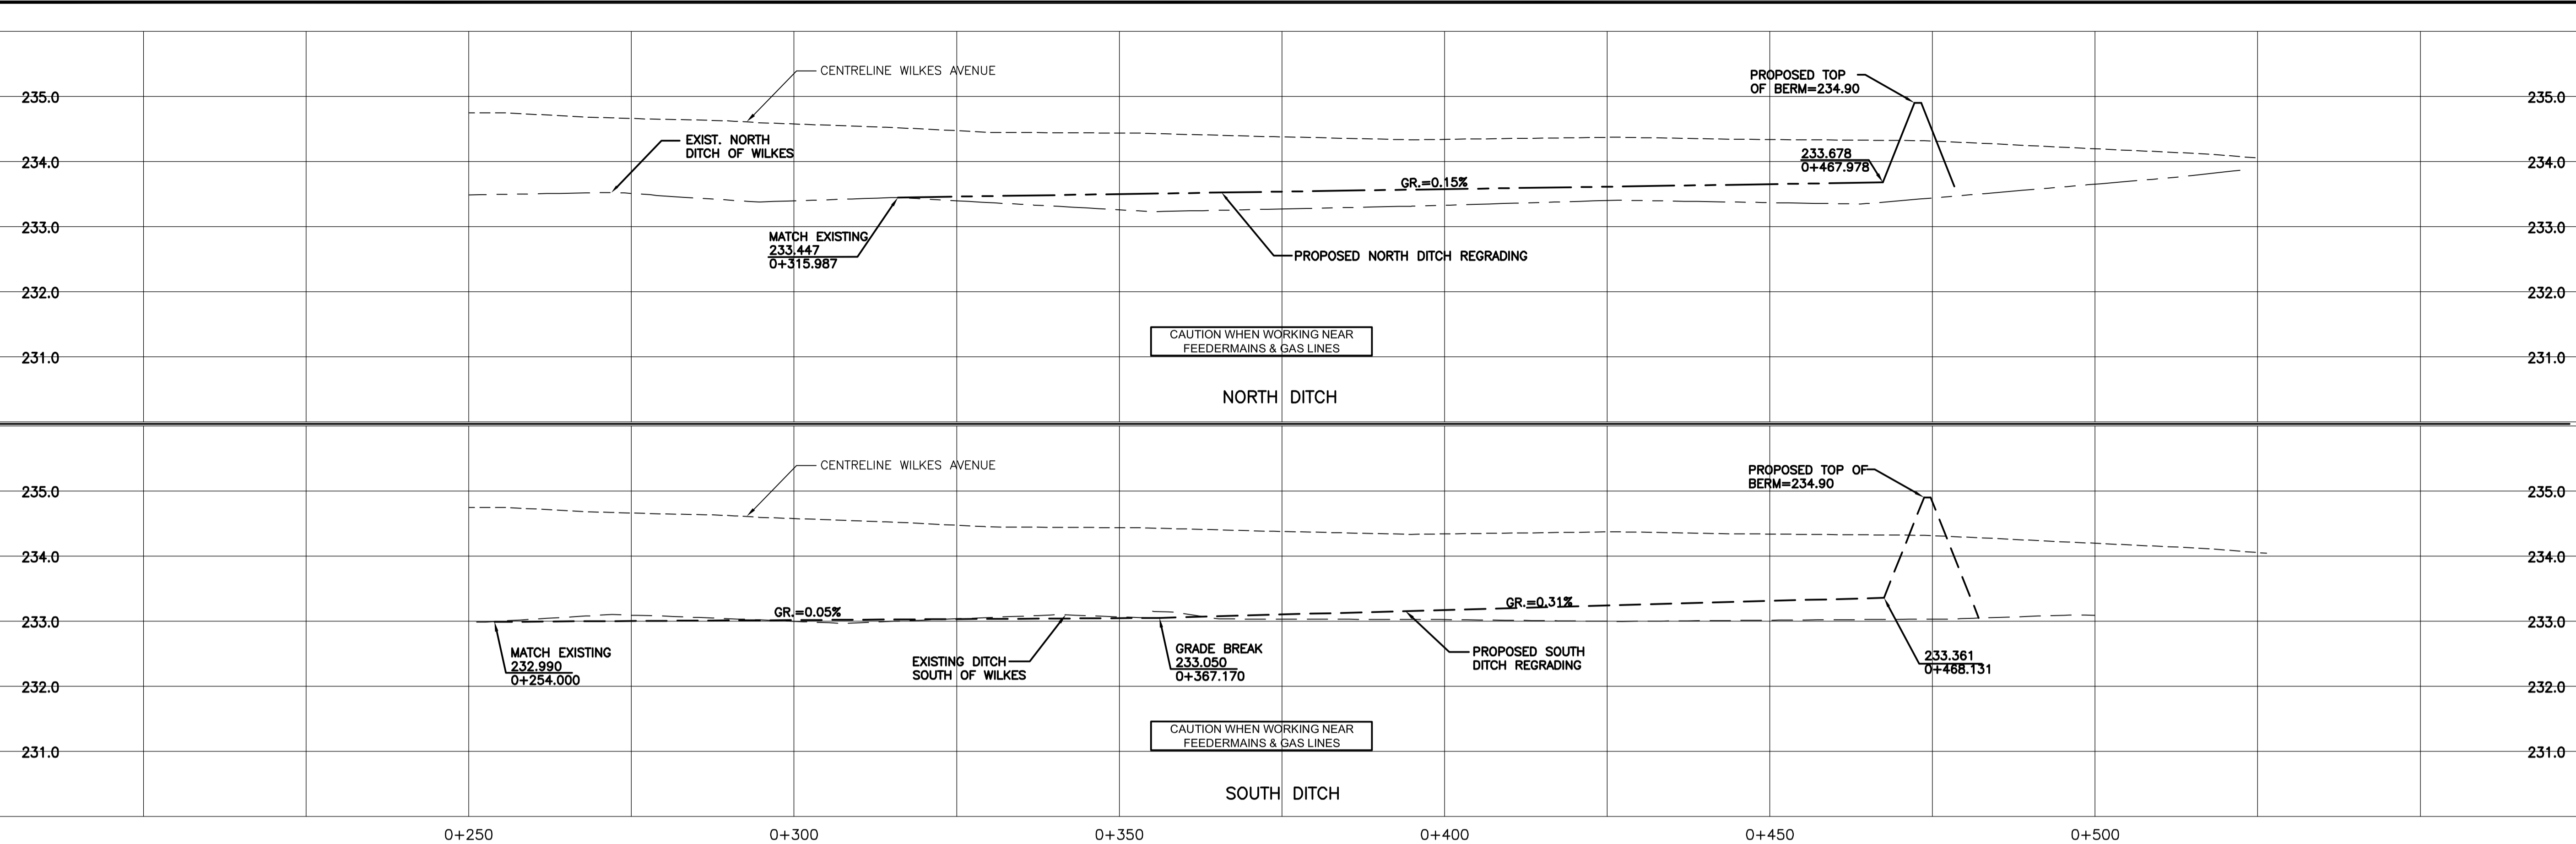 CENTRELINE WILKES AVENUE
PROPOSED TOP
OF BERM=234.90
235.0
235.0
EXIST. NORTH
DITCH OF WILKES
234.0
233.678
0+467.978
234.0
GR.=0.15%
233.0
MATCH EXISTING
233.447
0+315.987
PROPOSED NORTH DITCH REGRADING
233.0
232.0
232.0
CAUTION WHEN WORKING NEAR
FEEDERMAINS & GAS LINES
231.0
231.0
NORTH DITCH
CENTRELINE WILKES AVENUE
PROPOSED TOP OF
BERM=234.90
235.0
235.0
234.0
234.0
GR.=0.05%
GR.=0.31%
233.0
233.0
MATCH EXISTING
232.990
0+254.000
EXISTING DITCH
SOUTH OF WILKES
GRADE BREAK
233.050
0+367.170
PROPOSED SOUTH
DITCH REGRADING
233.361
0+468.131
232.0
232.0
CAUTION WHEN WORKING NEAR
FEEDERMAINS & GAS LINES
231.0
231.0
SOUTH DITCH
0+250
0+300
0+350
0+400
0+450
0+500